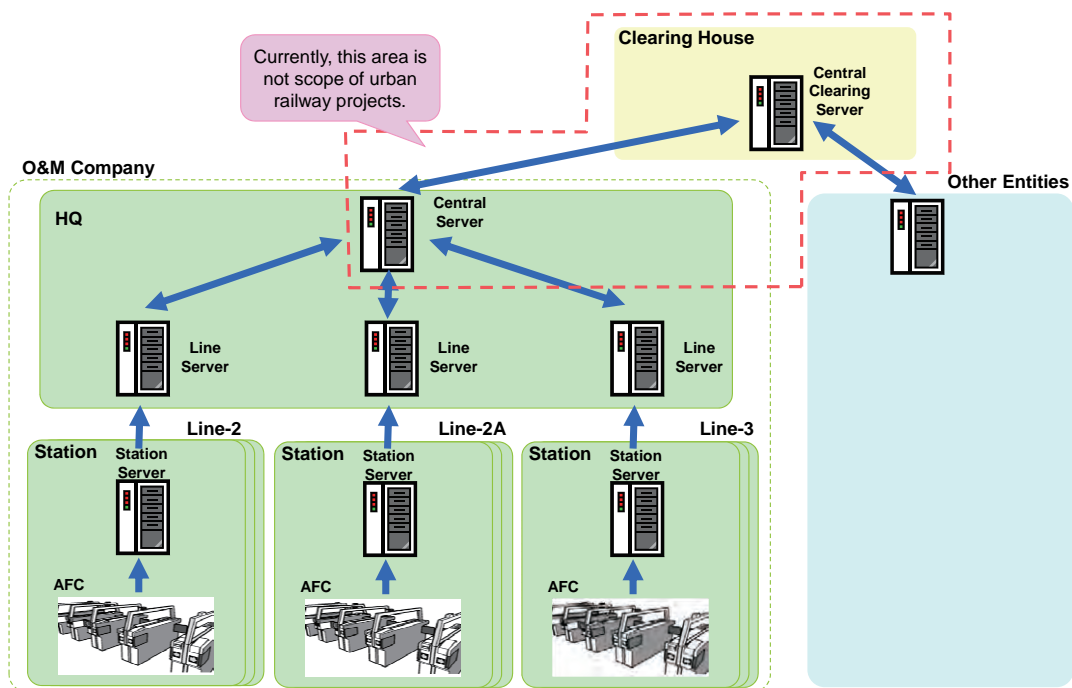 Clearing House
Currently, this area is
not scope of urban
railway projects.
Central
Clearing
Server
O&M Company
Other Entities
HQ
Central
Server
Line
Server
Line
Server
Line
Server
Line-2
Line-2A
Line-3
Station
Station
Server
Station
Station
Server
Station
Station
Server
AFC
AFC
AFC